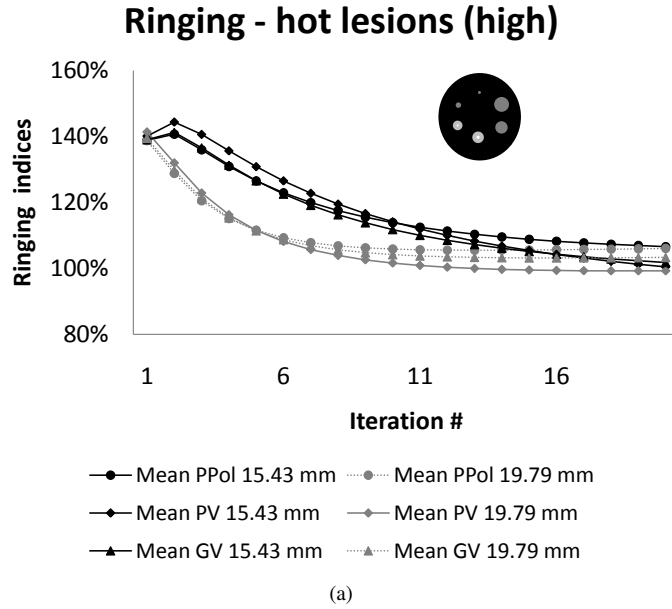 Ringing - hot lesions (high)
160%
140%
120%
100%
80%
Ringing indices
1 6 11 16
Iteration #
Mean PPol 15.43 mm Mean PPol 19.79 mm
Mean PV 15.43 mm Mean PV 19.79 mm
Mean GV 15.43 mm Mean GV 19.79 mm
(a)